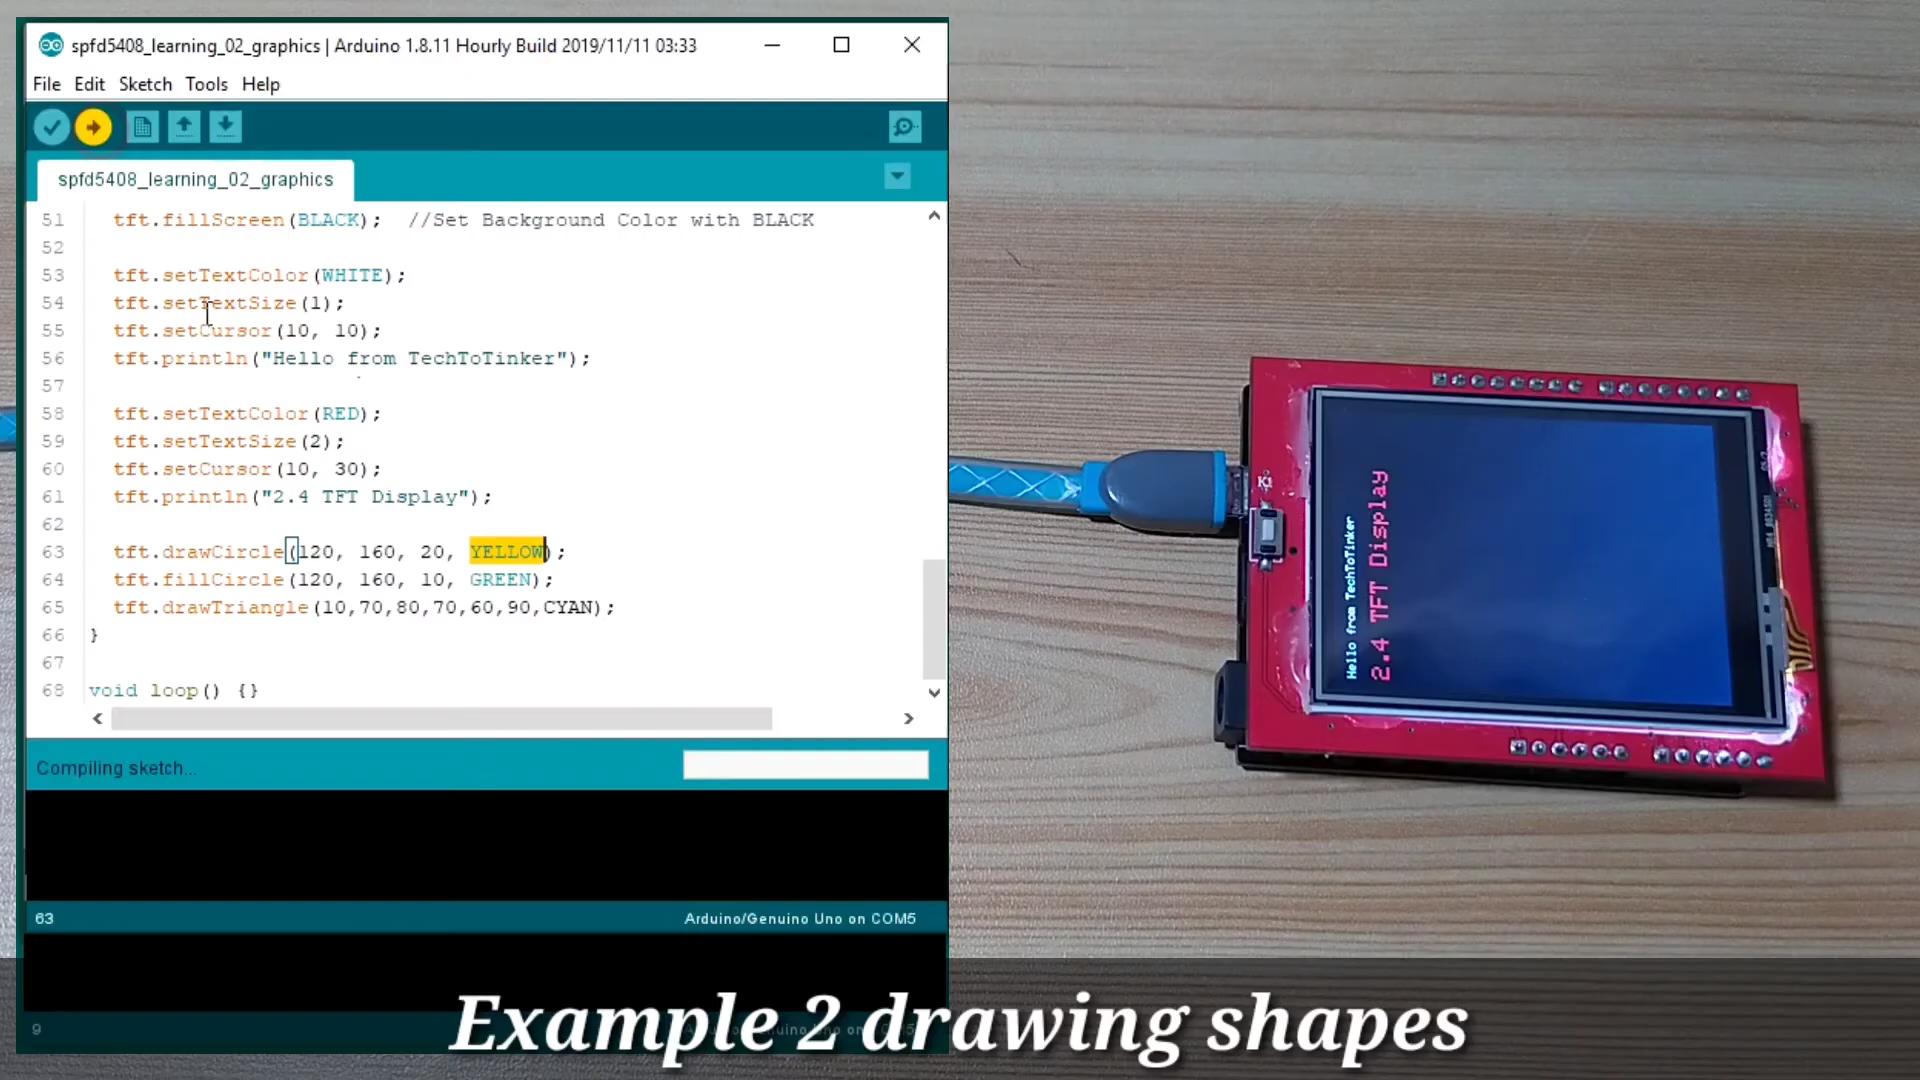 spfd5408_learning_02_graphics | Arduino 1.8.11 Hourly Build 2019/11/11 03:33
File Edit Sketch Tools Help
spfd5408_learning_02_graphics
51 tft.fillScreen(BLACK); //Set Background Color with BLACK
52
53 tft.setTextColor(WHITE);
54 tft.setTextSize(1);
55 tft.setCursor(10, 10);
56 tft.println("Hello from TechToTinker");
57
58 tft.setTextColor(RED);
59 tft.setTextSize(2);
60 tft.setCursor(10, 30);
61 tft.println("2.4 TFT Display");
62
63 tft.drawCircle(120, 160, 20, YELLOW);
64 tft.fillCircle(120, 160, 10, GREEN);
65 tft.drawTriangle(10,70,80,70,60,90,CYAN);
66 }
67
68 void loop() {}
Compiling sketch...
63 Arduino/Genuino Uno on COM5
9
K1
Hello from TechToTinker
2.4 TFT Display
Example 2 drawing shapes